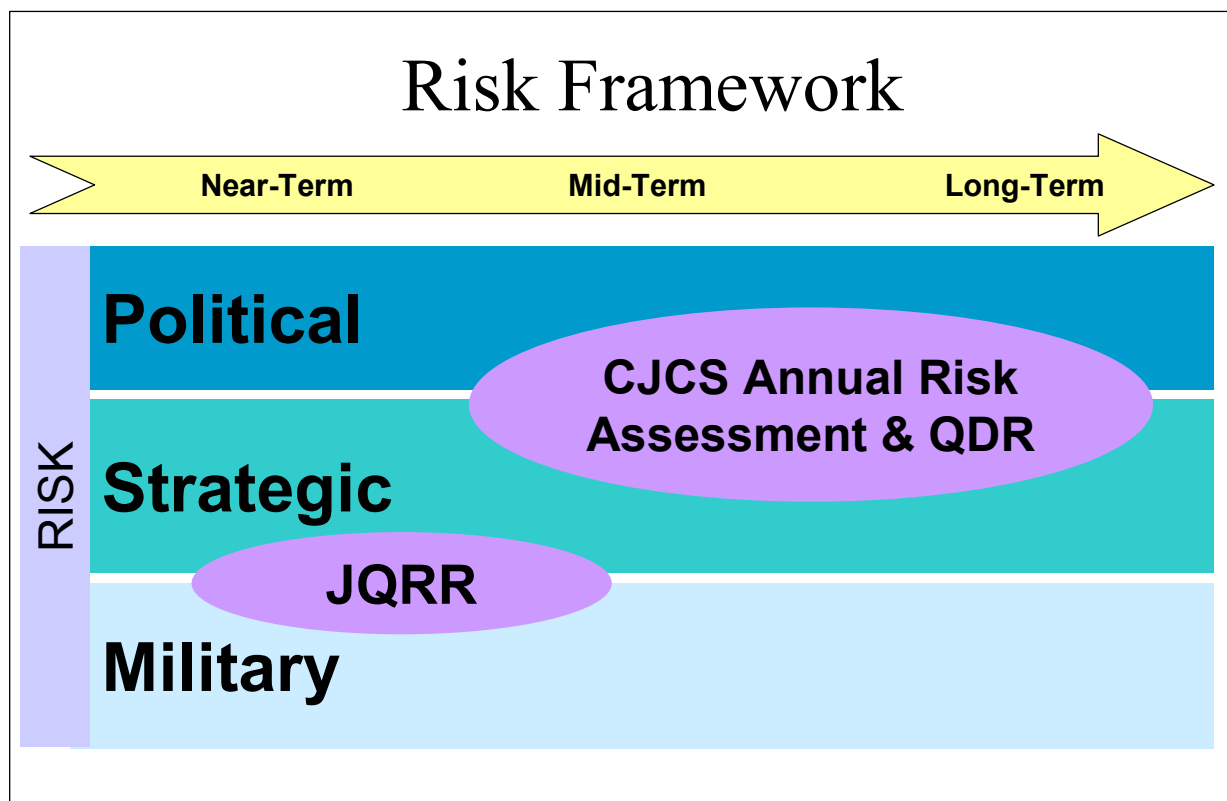 Risk Framework
Near-Term Mid-Term Long-Term
RISK
Political
CJCS Annual Risk
Assessment & QDR
Strategic
JQRR
Military